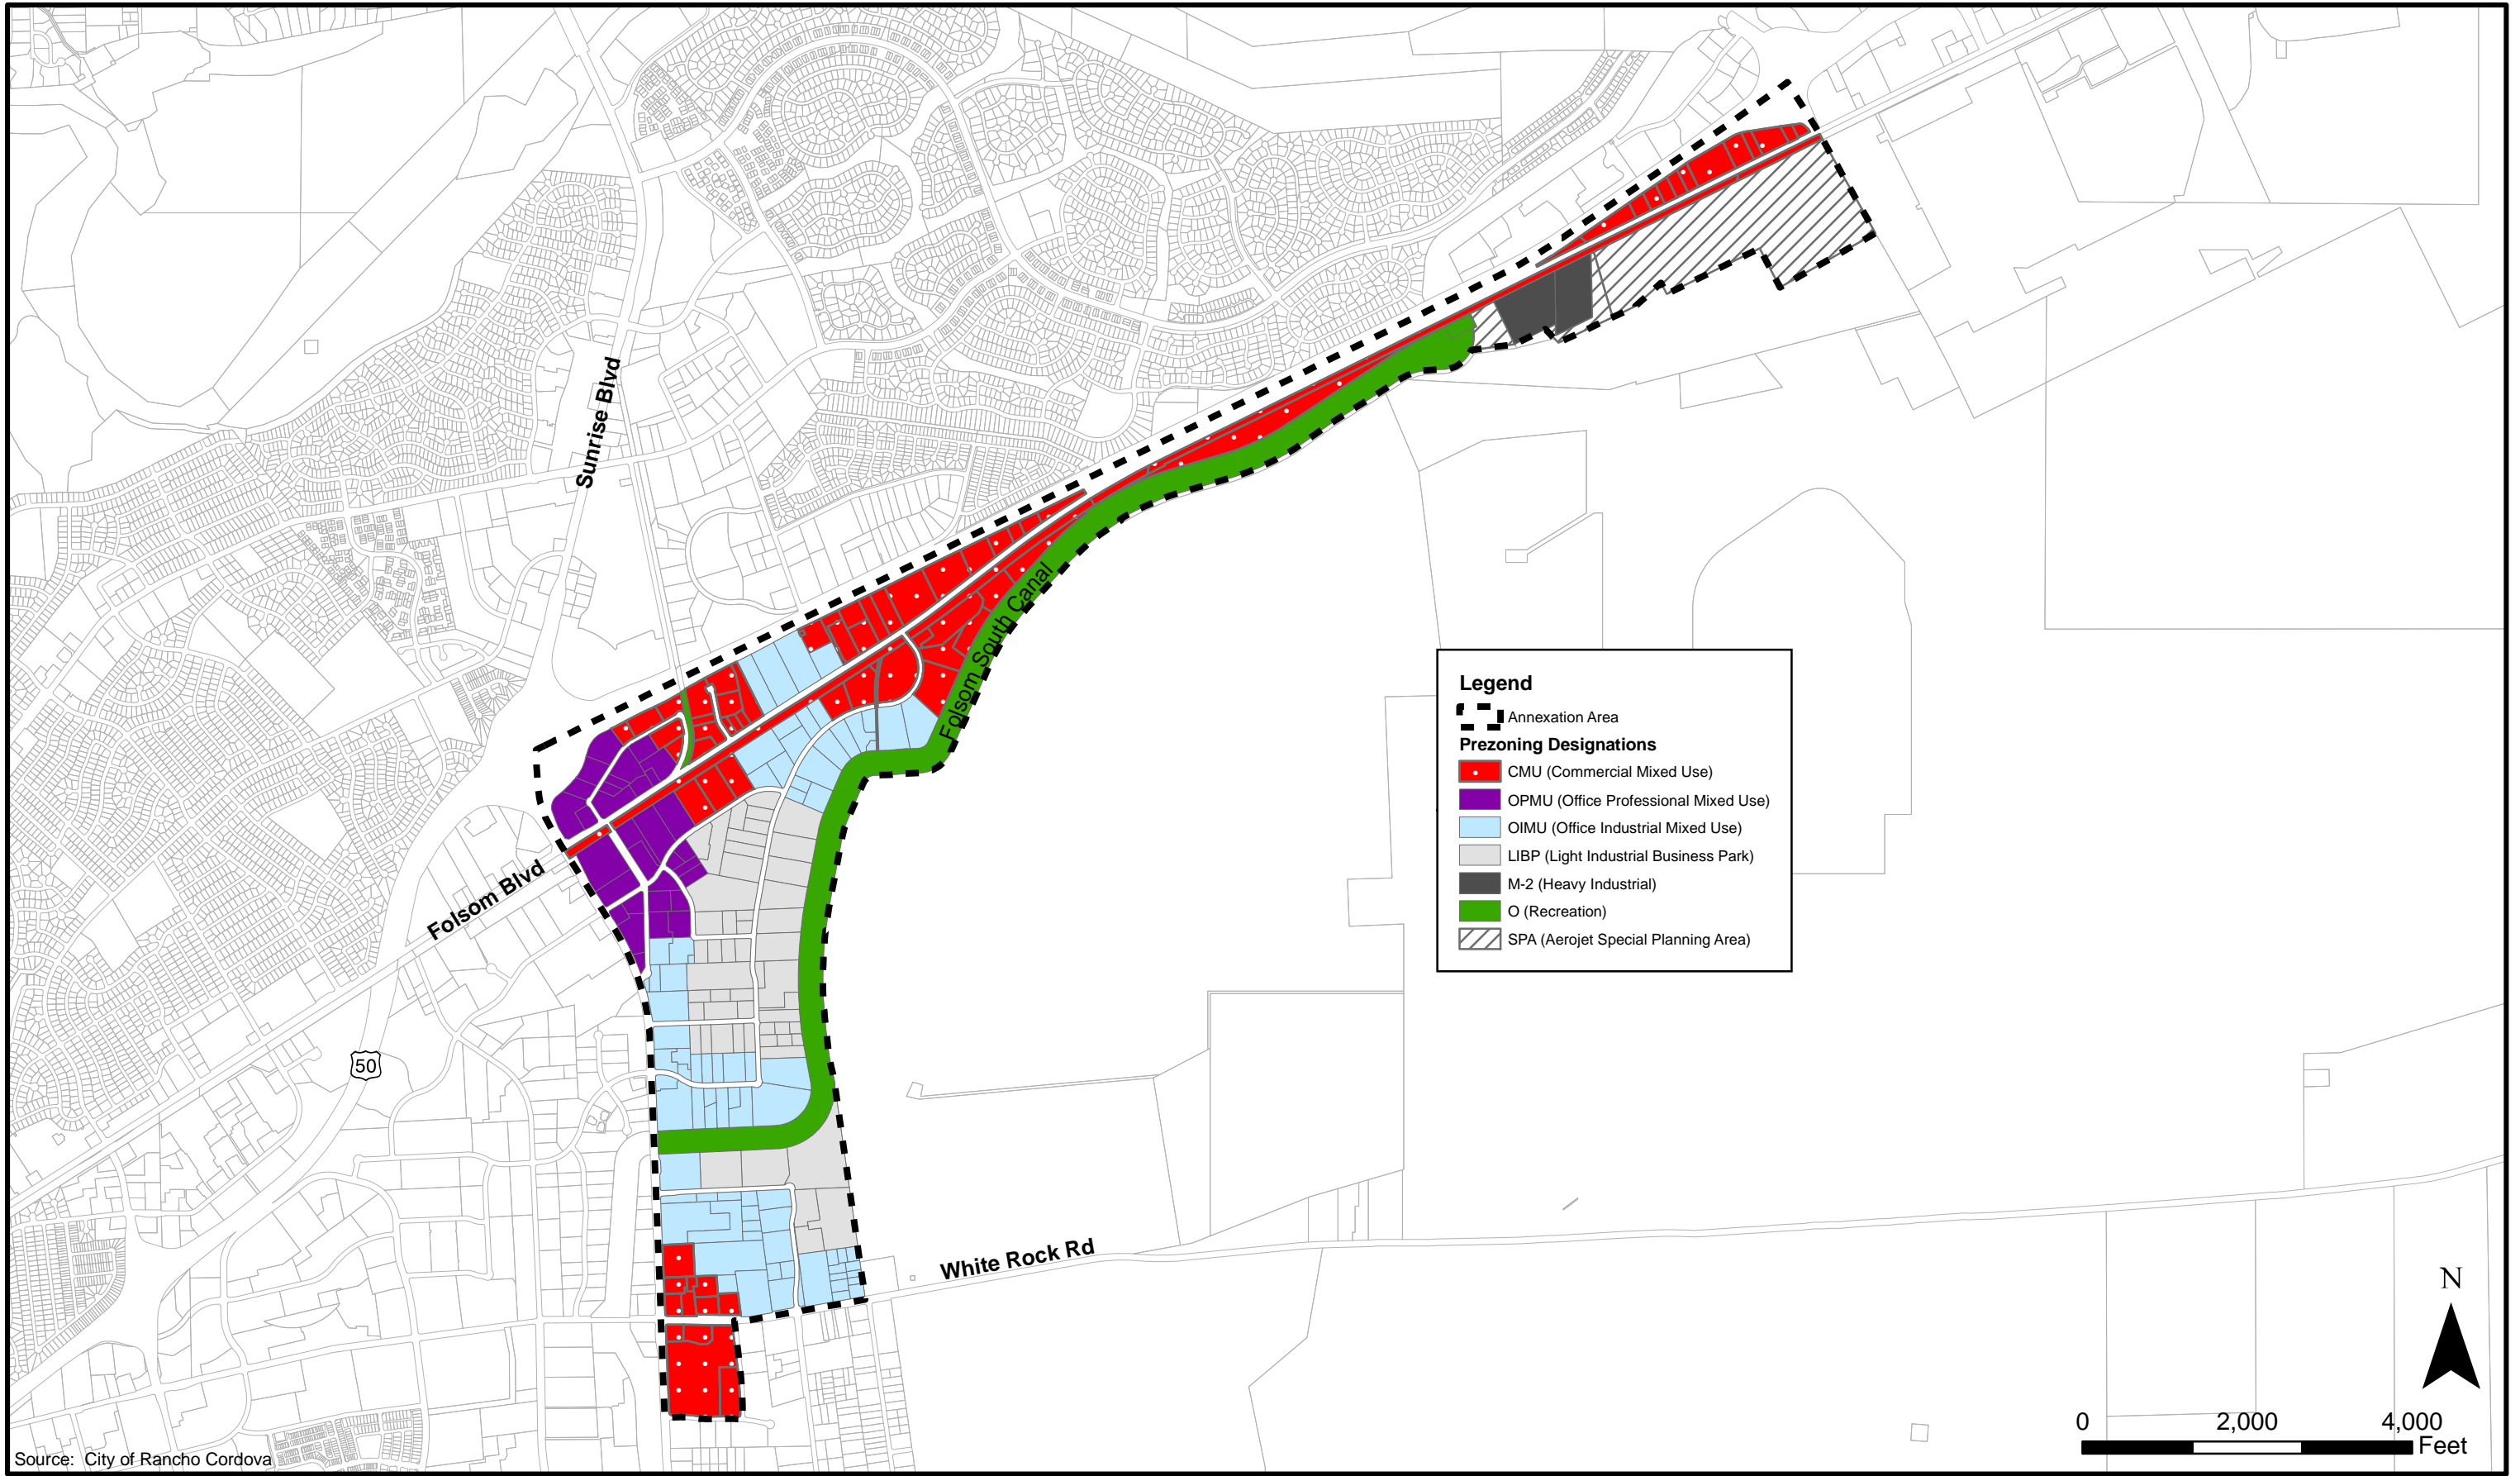 Sunrise Blvd
Folsom South Canal
Folsom Blvd
50
White Rock Rd
Legend
Annexation Area
Prezoning Designations
CMU (Commercial Mixed Use)
OPMU (Office Professional Mixed Use)
OIMU (Office Industrial Mixed Use)
LIBP (Light Industrial Business Park)
M-2 (Heavy Industrial)
O (Recreation)
SPA (Aerojet Special Planning Area)
N
0 2,000 4,000
Feet
Source: City of Rancho Cordova